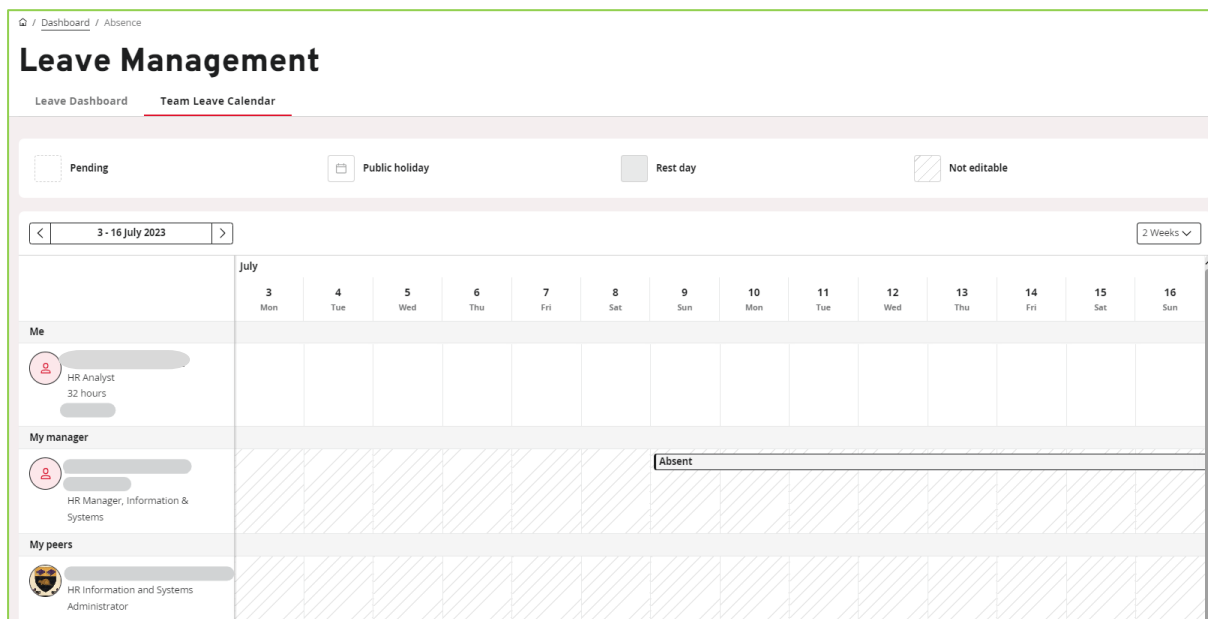 / Dashboard / Absence
Leave Management
Leave Dashboard Team Leave Calendar
Pending Public holiday Rest day Not editable
3 - 16 July 2023 2 Weeks
July
3 4 5 6 7 8 9 10 11 12 13 14 15 16
Mon Tue Wed Thu Fri Sat Sun Mon Tue Wed Thu Fri Sat Sun
Me
HR Analyst
32 hours
My manager
Absent
HR Manager, Information &
Systems
My peers
HR Information and Systems
Administrator